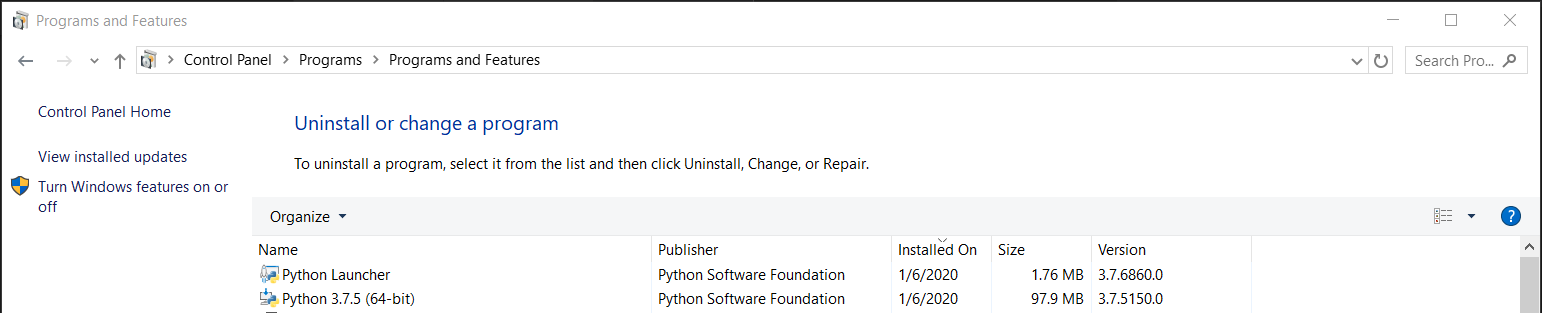 Programs and Features
Control Panel > Programs > Programs and Features
Search Pro...
Control Panel Home
View installed updates
Turn Windows features on or
off
Uninstall or change a program
To uninstall a program, select it from the list and then click Uninstall, Change, or Repair.
Organize
?
Name Publisher Installed On Size Version
Python Launcher Python Software Foundation 1/6/2020 1.76 MB 3.7.6860.0
Python 3.7.5 (64-bit) Python Software Foundation 1/6/2020 97.9 MB 3.7.5150.0